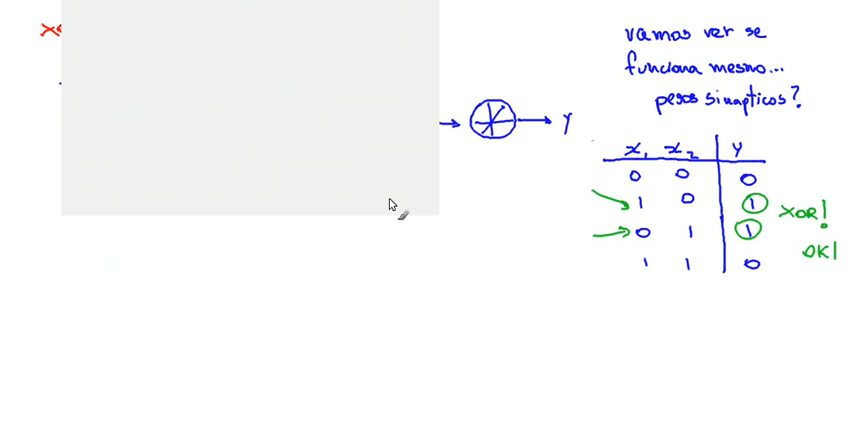 vamos ver se
funciona mesmo...
pesos sinapticos?
Y
x₁ x₂ Y
0 0 0
1 0 1
XOR!
0 1 1
OK!
1 1 0